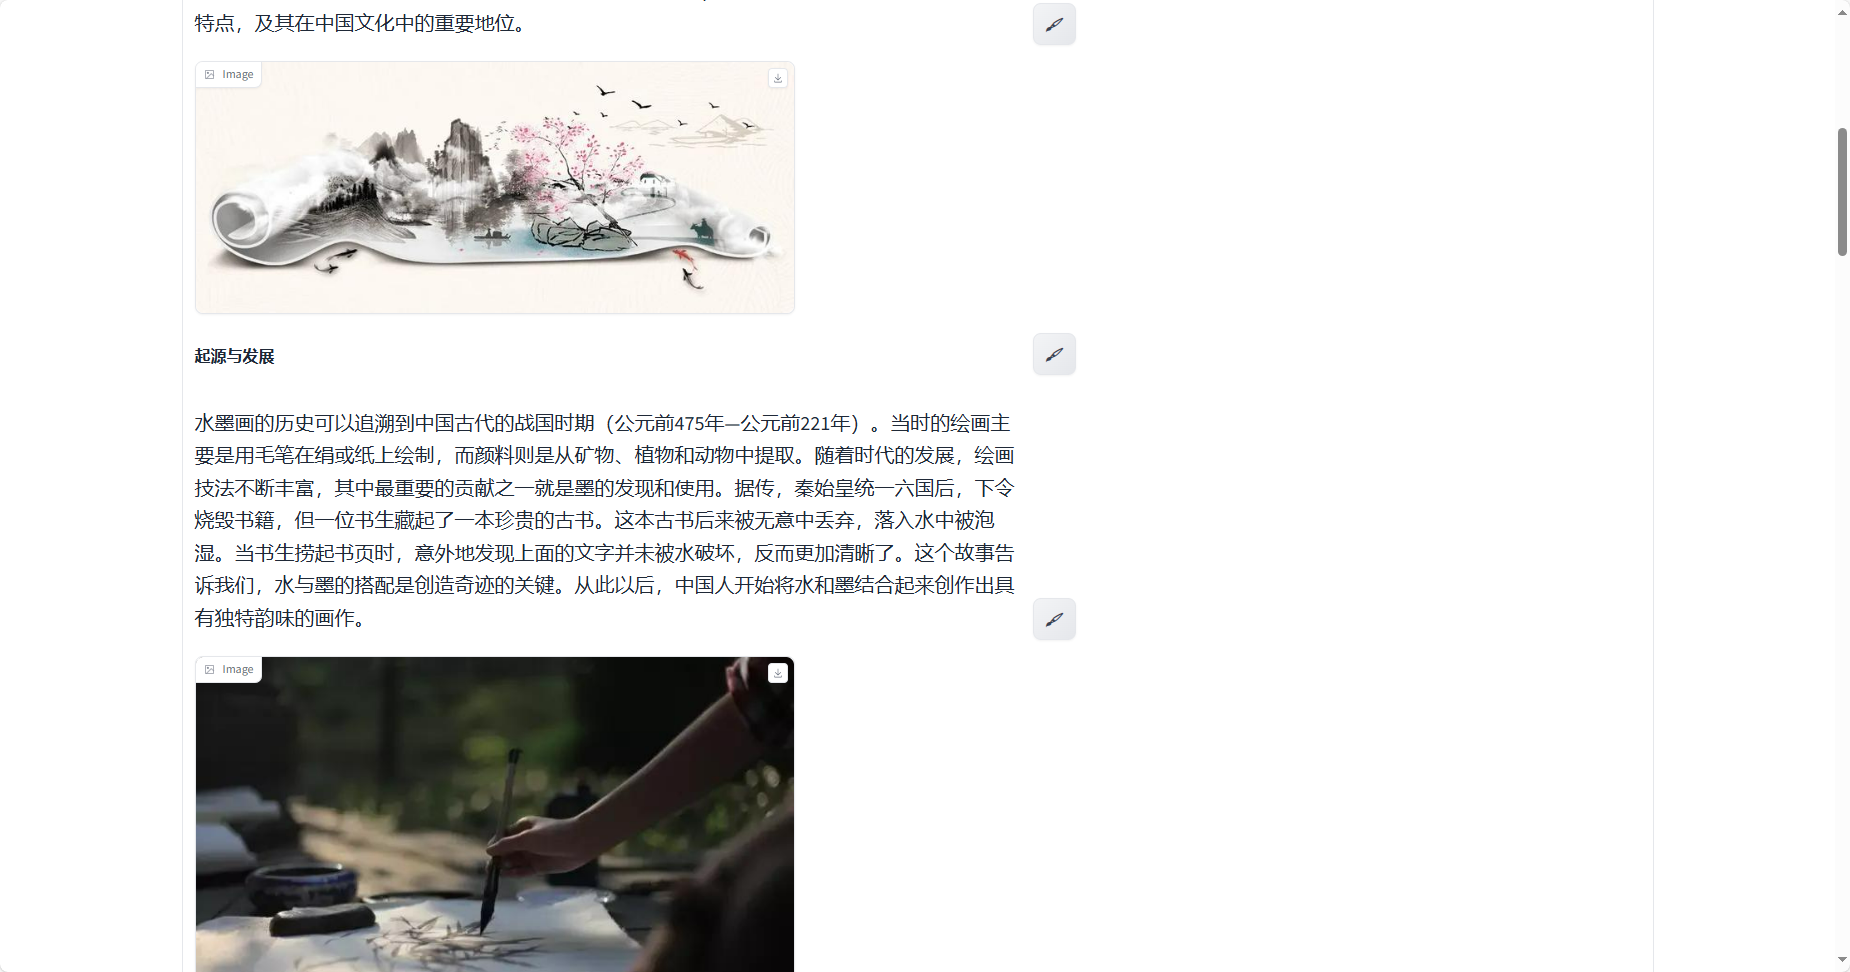 特点，及其在中国文化中的重要地位。
Image
起源与发展
水墨画的历史可以追溯到中国古代的战国时期（公元前475年—公元前221年）。当时的绘画主
要是用毛笔在绢或纸上绘制，而颜料则是从矿物、植物和动物中提取。随着时代的发展，绘画
技法不断丰富，其中最重要的贡献之一就是墨的发现和使用。据传，秦始皇统一六国后，下令
烧毁书籍，但一位书生藏起了一本珍贵的古书。这本古书后来被无意中丢弃，落入水中被泡
湿。当书生捞起书页时，意外地发现上面的文字并未被水破坏，反而更加清晰了。这个故事告
诉我们，水与墨的搭配是创造奇迹的关键。从此以后，中国人开始将水和墨结合起来创作出具
有独特韵味的画作。
Image